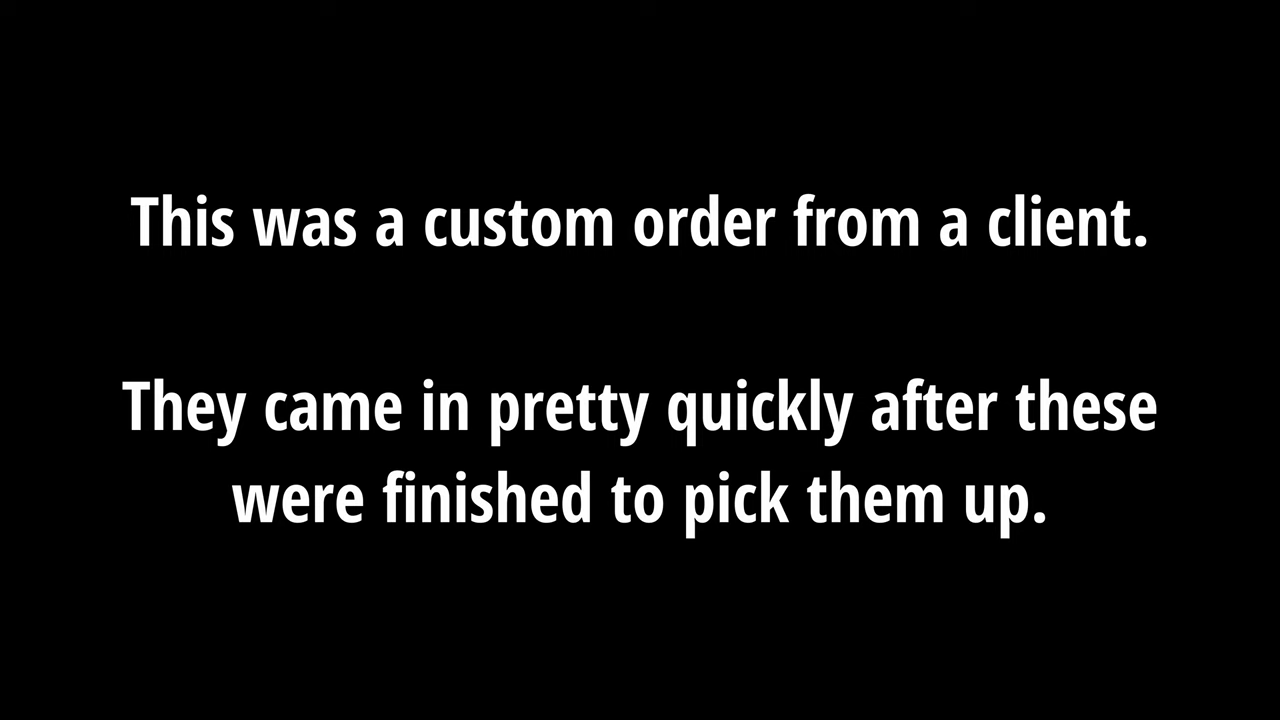 This was a custom order from a client.
They came in pretty quickly after these
were finished to pick them up.